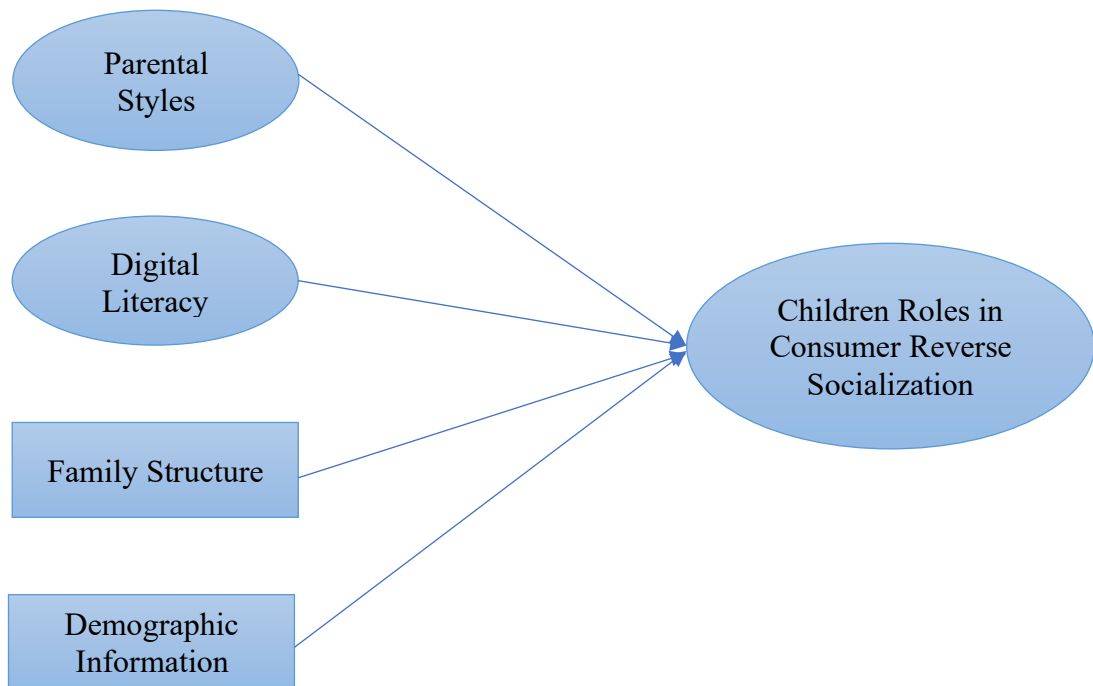 Parental
Styles
Digital
Literacy
Children Roles in
Consumer Reverse
Socialization
Family Structure
Demographic
Information